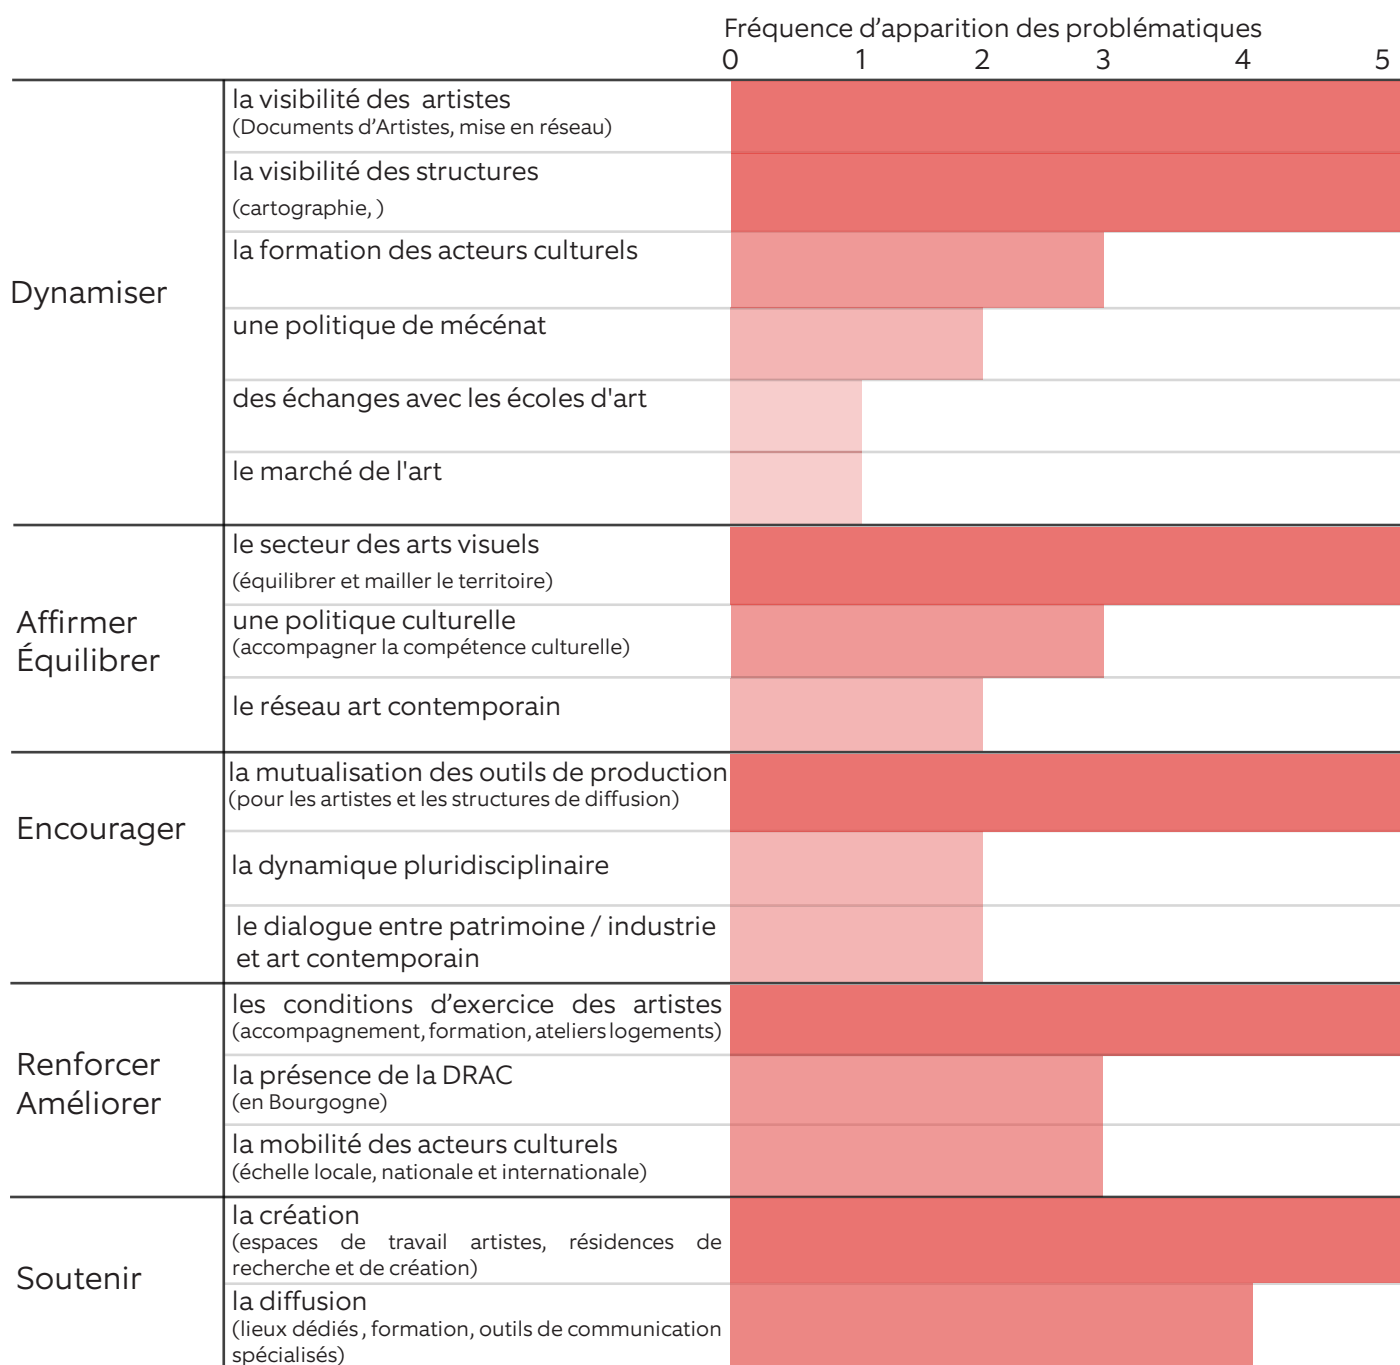 Fréquence d’apparition des problématiques
0 1 2 3 4 5
Dynamiser
la visibilité des artistes
(Documents d’Artistes, mise en réseau)
la visibilité des structures
(cartographie, )
la formation des acteurs culturels
une politique de mécénat
des échanges avec les écoles d'art
le marché de l'art
Affirmer
Équilibrer
le secteur des arts visuels
(équilibrer et mailler le territoire)
une politique culturelle
(accompagner la compétence culturelle)
le réseau art contemporain
Encourager
la mutualisation des outils de production
(pour les artistes et les structures de diffusion)
la dynamique pluridisciplinaire
le dialogue entre patrimoine / industrie
et art contemporain
Renforcer
Améliorer
les conditions d’exercice des artistes
(accompagnement, formation, ateliers logements)
la présence de la DRAC
(en Bourgogne)
la mobilité des acteurs culturels
(échelle locale, nationale et internationale)
Soutenir
la création
(espaces de travail artistes, résidences de
recherche et de création)
la diffusion
(lieux dédiés , formation, outils de communication
spécialisés)